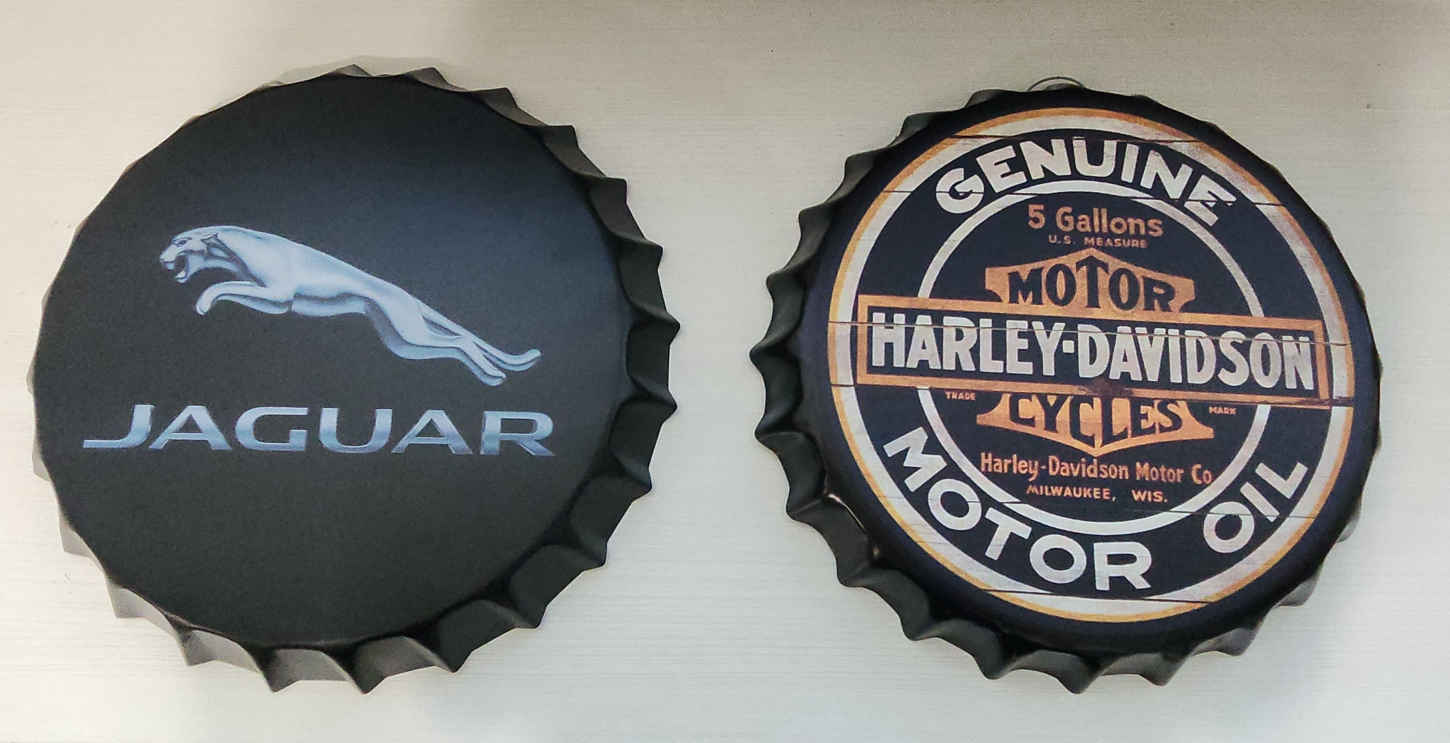 JAGUAR
GENUINE
5 Gallons
U.S. MEASURE
MOTOR
HARLEY-DAVIDSON
TRADE CYCLES MARK
Harley-Davidson Motor Co
MILWAUKEE, WIS.
MOTOR OIL